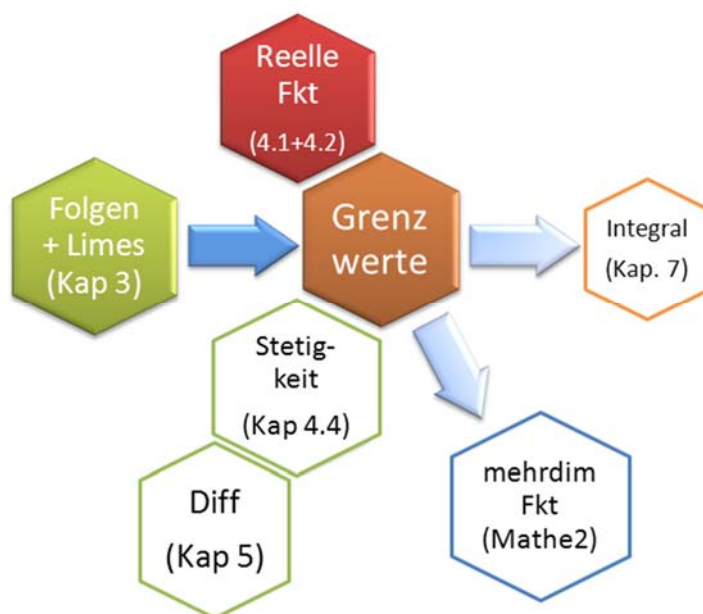 Reelle
Fkt
(4.1+4.2)
Folgen
+ Limes
(Kap 3)
Grenz
werte
Integral
(Kap. 7)
Stetig-
keit
(Kap 4.4)
Diff
(Kap 5)
mehrdim
Fkt
(Mathe2)